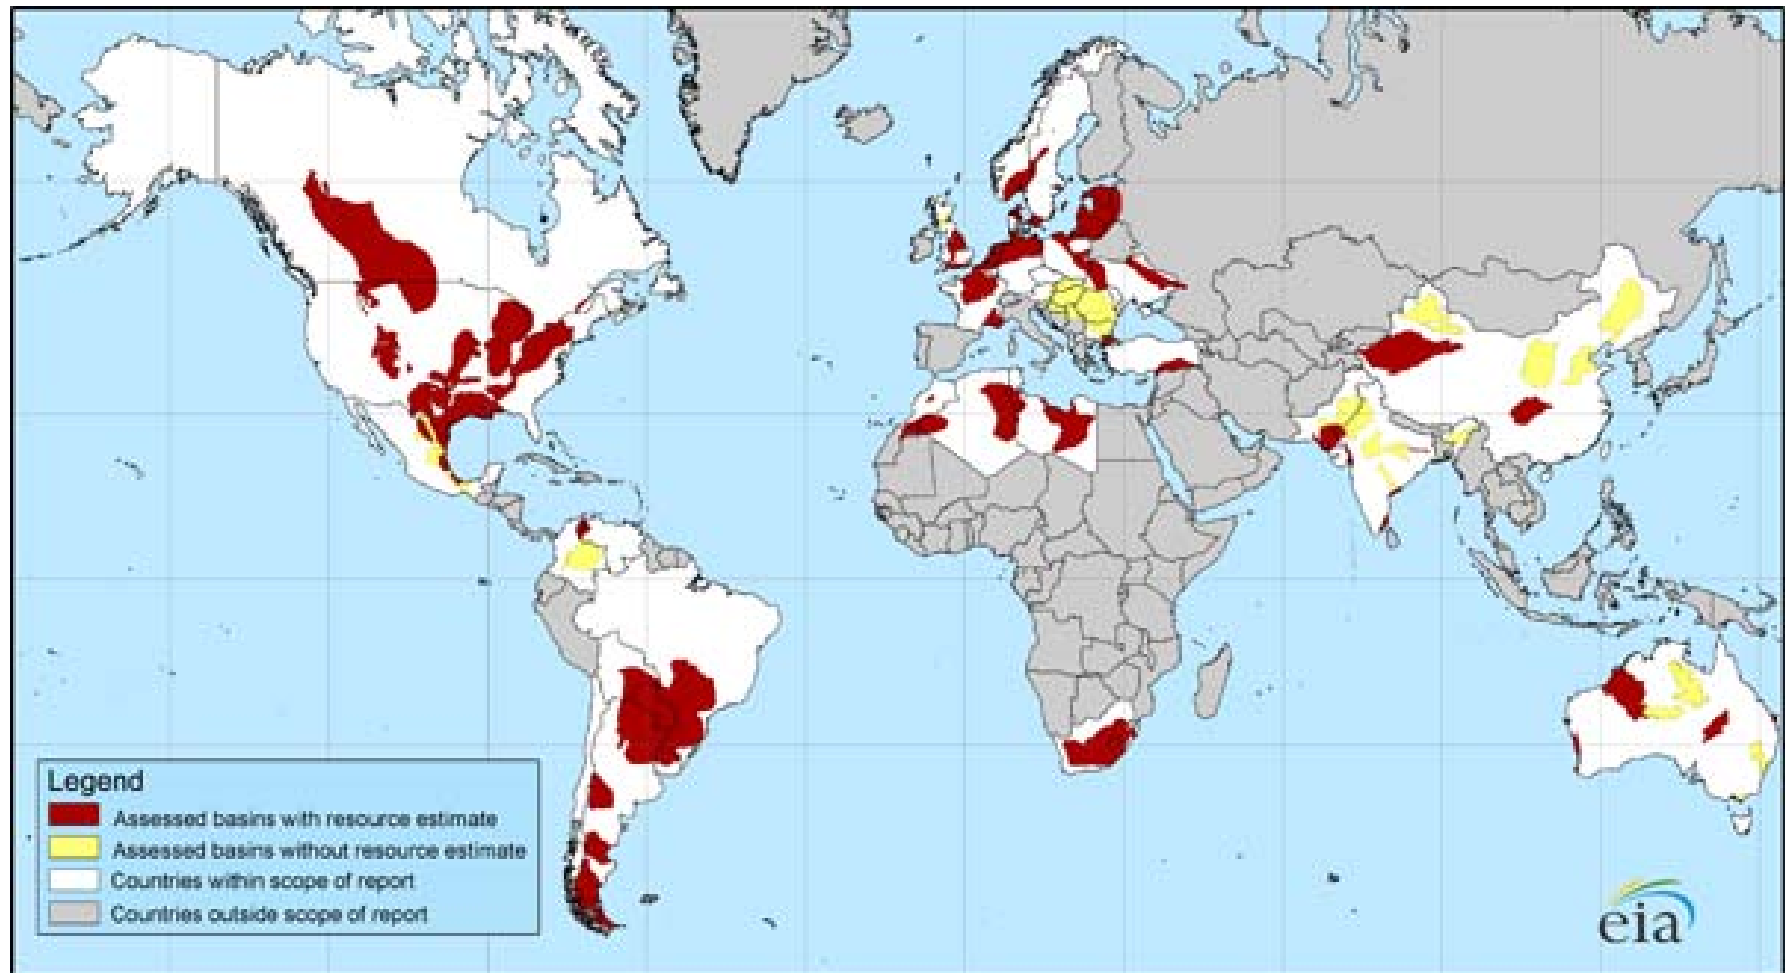 Legend
Assessed basins with resource estimate
Assessed basins without resource estimate
Countries within scope of report
Countries outside scope of report
eia